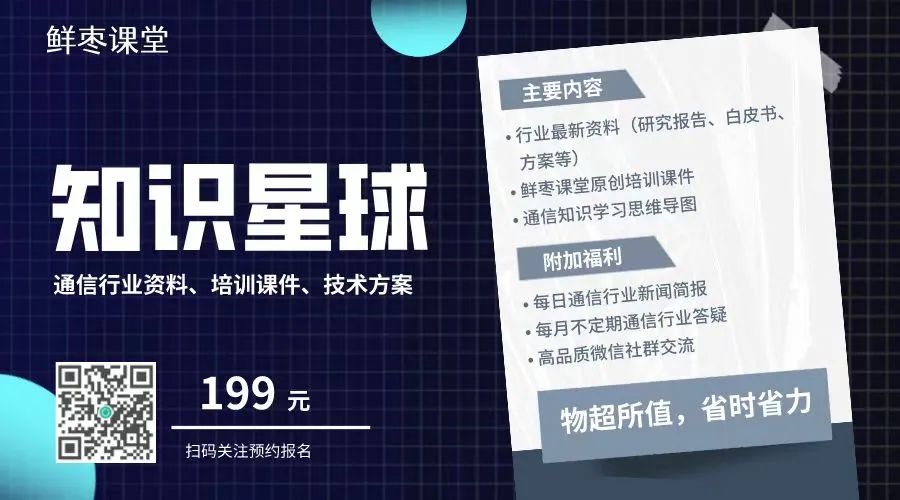 鲜枣课堂
知识星球
通信行业资料、培训课件、技术方案
199 元
扫码关注预约报名
主要内容
• 行业最新资料（研究报告、白皮书、
方案等）
• 鲜枣课堂原创培训课件
• 通信知识学习思维导图
附加福利
• 每日通信行业新闻简报
• 每月不定期通信行业答疑
• 高品质微信社群交流
物超所值，省时省力